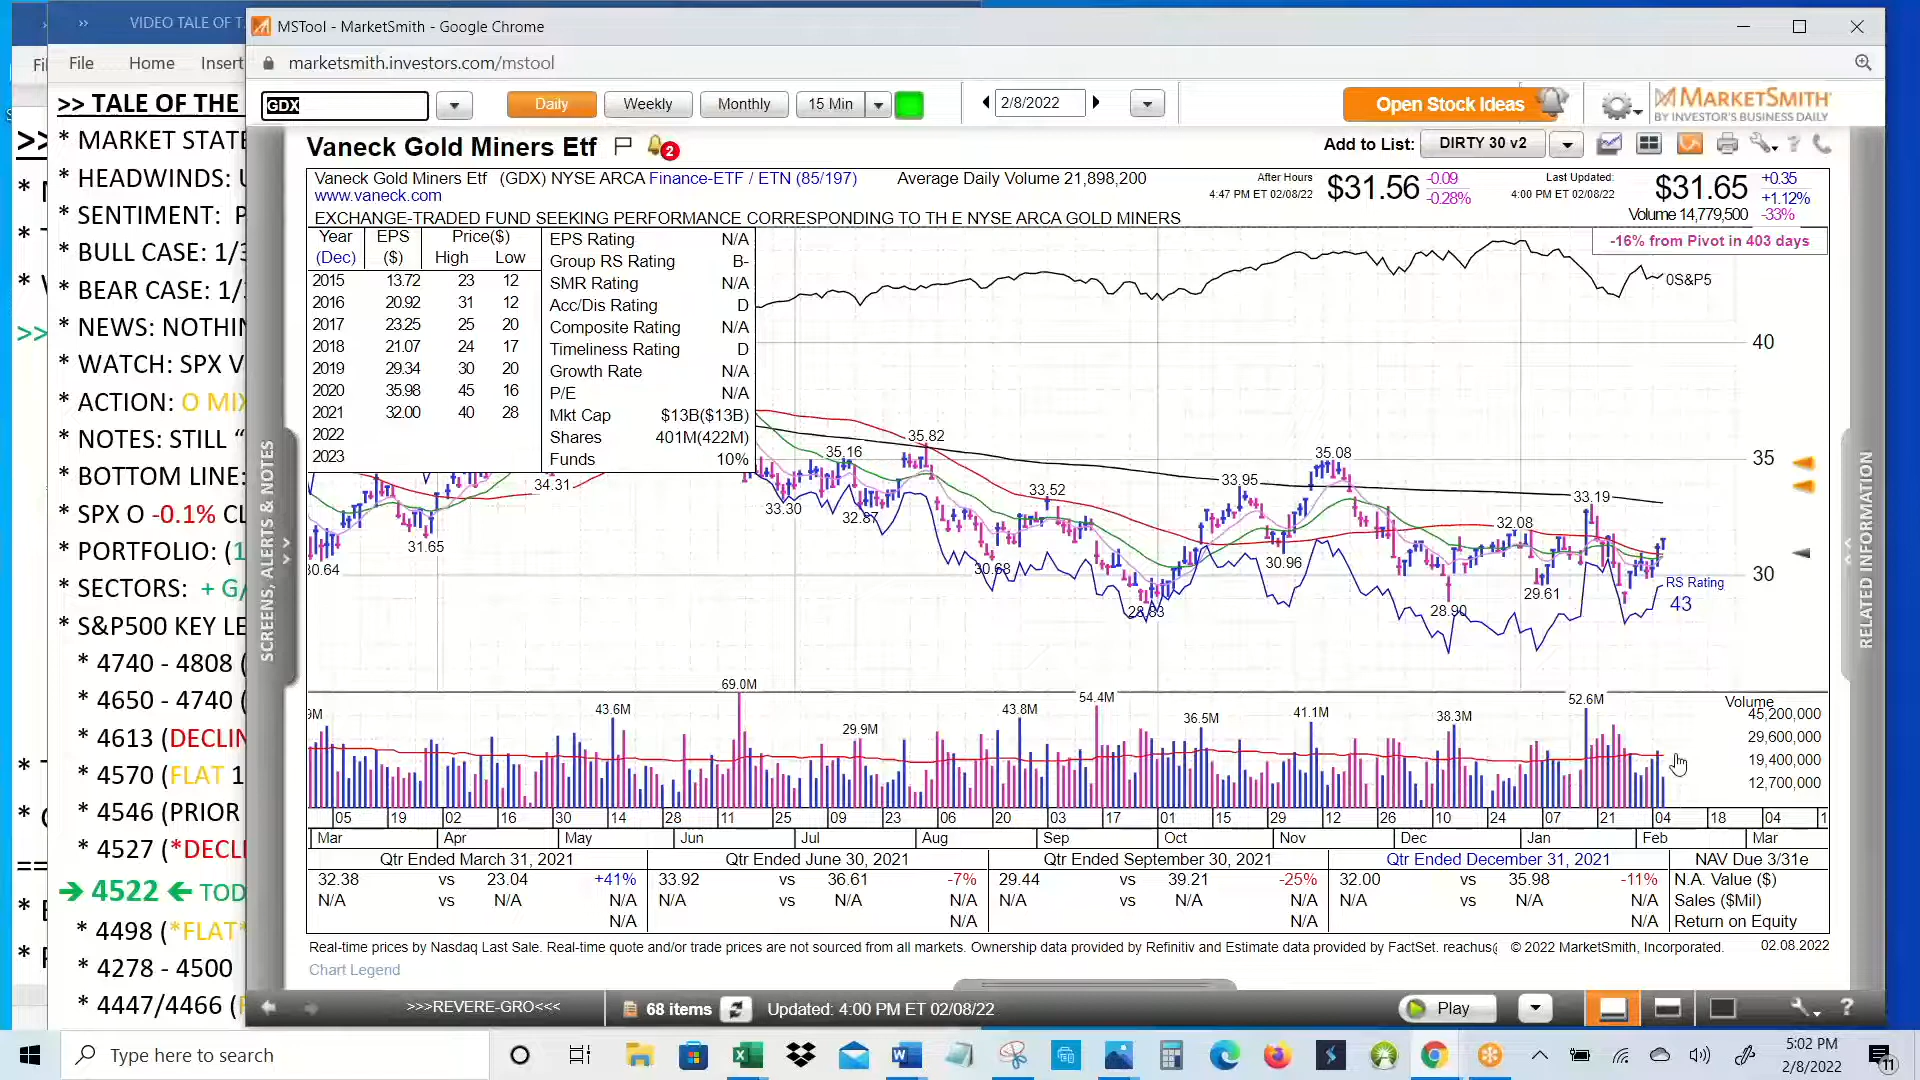 VIDEO TALE OF T
MSTool - MarketSmith - Google Chrome
File
Home
Insert
marketsmith.investors.com/mstool
GDX
Daily
Weekly
Monthly
15 Min
2/8/2022
Open Stock Ideas
MARKETSMITH
BY INVESTOR'S BUSINESS DAILY
>> TALE OF THE
* MARKET STATE
* HEADWINDS: U
* SENTIMENT: P
* BULL CASE: 1/3
* BEAR CASE: 1/3
* NEWS: NOTHIN
* WATCH: SPX V
* ACTION: O MIX
* NOTES: STILL "
* BOTTOM LINE:
* SPX O -0.1% CL
* PORTFOLIO: (1
* SECTORS: + G/
* S&P500 KEY LE
* 4740 - 4808 (
* 4650 - 4740 (
* 4613 (DECLIN
* 4570 (FLAT 1
* 4546 (PRIOR
* 4527 (*DECLI
➔ 4522 ← TOD
* 4498 (*FLAT*
* 4278 - 4500
* 4447/4466 (
Vaneck Gold Miners Etf
2
Add to List:
DIRTY 30 v2
Vaneck Gold Miners Etf (GDX) NYSE ARCA Finance-ETF / ETN (85/197) Average Daily Volume 21,898,200
www.vaneck.com
EXCHANGE-TRADED FUND SEEKING PERFORMANCE CORRESPONDING TO TH E NYSE ARCA GOLD MINERS
After Hours
4:47 PM ET 02/08/22
$31.56
-0.09
-0.28%
Last Updated:
4:00 PM ET 02/08/22
$31.65
+0.35
+1.12%
Volume 14,779,500 -33%
-16% from Pivot in 403 days
Year (Dec) EPS ($) Price($) High Low
2015 13.72 23 12
2016 20.92 31 12
2017 23.25 25 20
2018 21.07 24 17
2019 29.34 30 20
2020 35.98 45 16
2021 32.00 40 28
2022
2023
EPS Rating N/A
Group RS Rating B-
SMR Rating N/A
Acc/Dis Rating D
Composite Rating N/A
Timeliness Rating D
Growth Rate N/A
P/E N/A
Mkt Cap $13B($13B)
Shares 401M(422M)
Funds 10%
0S&P5
40
35
30
35.82
35.16
34.31
33.30
32.87
31.65
30.64
33.52
30.68
28.83
33.95
30.96
35.08
28.90
32.08
29.61
33.19
RS Rating
43
69.0M
43.6M
29.9M
43.8M
54.4M
36.5M
41.1M
38.3M
52.6M
9M
Volume
45,200,000
29,600,000
19,400,000
12,700,000
05 19 02 16 30 14 28 11 25 09 23 06 20 03 17 01 15 29 12 26 10 24 07 21 04 18 04 1
Mar Apr May Jun Jul Aug Sep Oct Nov Dec Jan Feb Mar
Qtr Ended March 31, 2021 Qtr Ended June 30, 2021 Qtr Ended September 30, 2021 Qtr Ended December 31, 2021 NAV Due 3/31e
32.38 vs 23.04 +41% 33.92 vs 36.61 -7% 29.44 vs 39.21 -25% 32.00 vs 35.98 -11% N.A. Value ($)
N/A vs N/A N/A N/A vs N/A N/A N/A vs N/A N/A N/A vs N/A N/A Sales ($Mil)
N/A N/A N/A N/A Return on Equity
Real-time prices by Nasdaq Last Sale. Real-time quote and/or trade prices are not sourced from all markets. Ownership data provided by Refinitiv and Estimate data provided by FactSet. reachus@ © 2022 MarketSmith, Incorporated. 02.08.2022
Chart Legend
SCREENS, ALERTS & NOTES
RELATED INFORMATION
>>>REVERE-GRO<<<
68 items
Updated: 4:00 PM ET 02/08/22
Play
Type here to search
5:02 PM
2/8/2022
11